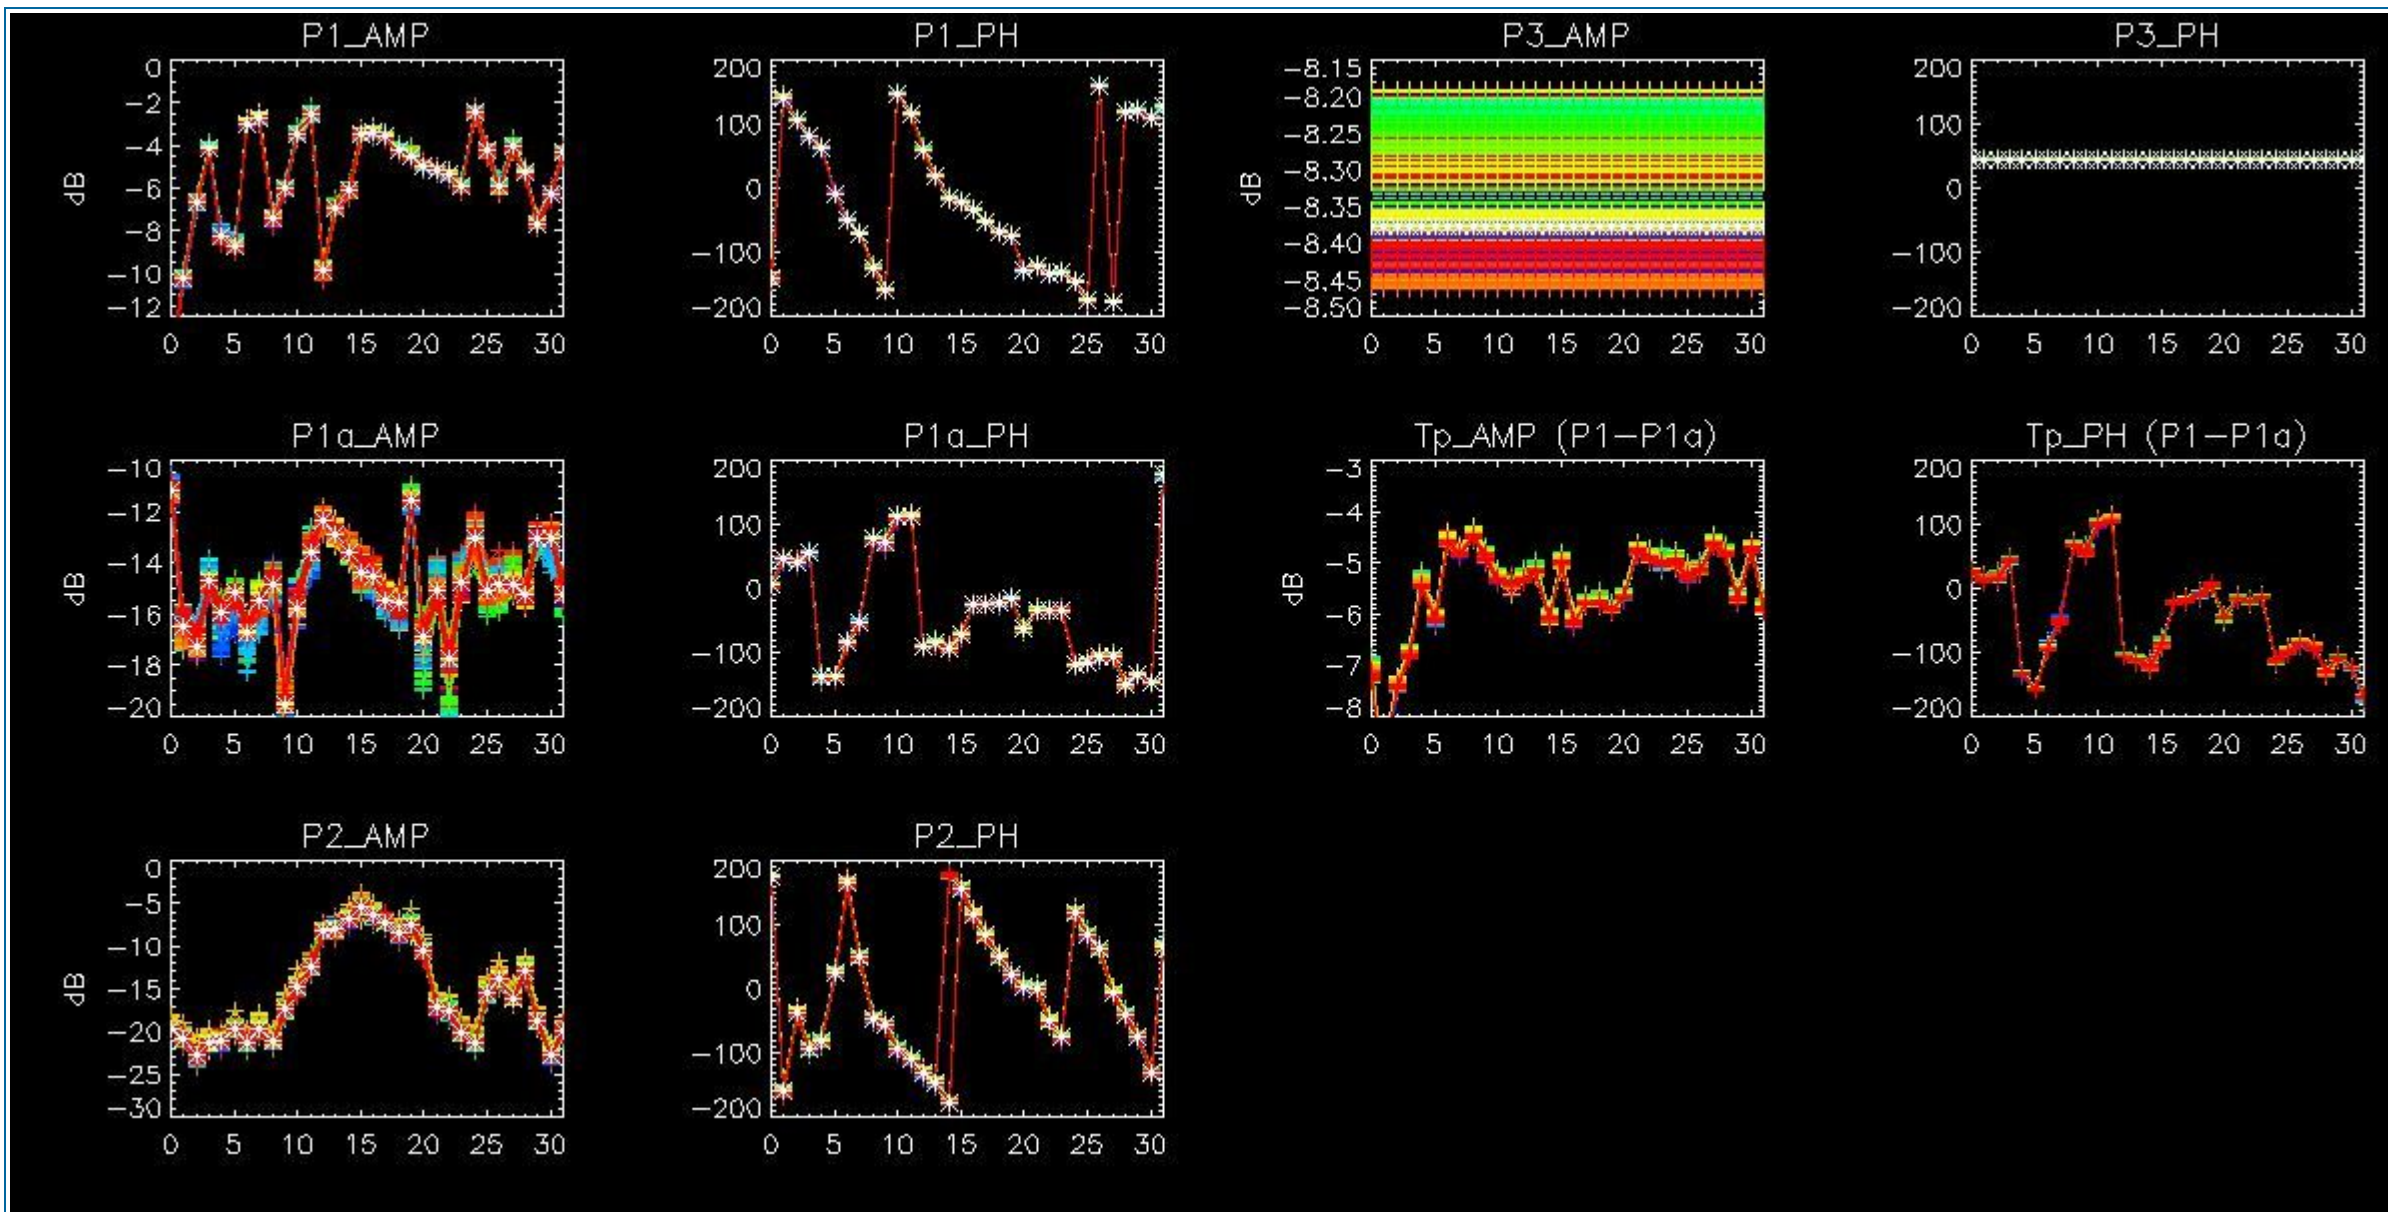 P1_AMP
0
−2
−4
−6
−8
−10
−12
dB
0 5 10 15 20 25 30
P1_PH
200
100
0
−100
−200
0 5 10 15 20 25 30
P3_AMP
−8.15
−8.20
−8.25
−8.30
−8.35
−8.40
−8.45
−8.50
dB
0 5 10 15 20 25 30
P3_PH
200
100
0
−100
−200
0 5 10 15 20 25 30
P1a_AMP
−10
−12
−14
−16
−18
−20
dB
0 5 10 15 20 25 30
P1a_PH
200
100
0
−100
−200
0 5 10 15 20 25 30
Tp_AMP (P1−P1a)
−3
−4
−5
−6
−7
−8
dB
0 5 10 15 20 25 30
Tp_PH (P1−P1a)
200
100
0
−100
−200
0 5 10 15 20 25 30
P2_AMP
0
−5
−10
−15
−20
−25
−30
dB
0 5 10 15 20 25 30
P2_PH
200
100
0
−100
−200
0 5 10 15 20 25 30